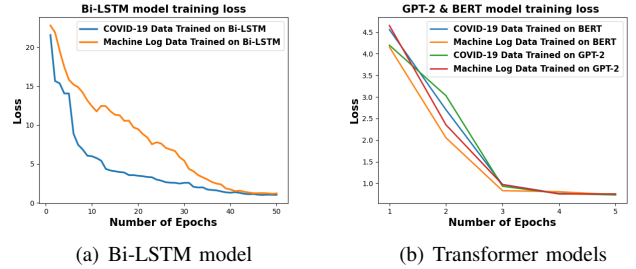 Bi-LSTM model training loss
COVID-19 Data Trained on Bi-LSTM
Machine Log Data Trained on Bi-LSTM
Loss
20
15
10
5
0
0
10
20
30
40
50
Number of Epochs
(a) Bi-LSTM model
GPT-2 & BERT model training loss
COVID-19 Data Trained on BERT
Machine Log Data Trained on BERT
COVID-19 Data Trained on GPT-2
Machine Log Data Trained on GPT-2
Loss
4.5
4.0
3.5
3.0
2.5
2.0
1.5
1.0
1
2
3
4
5
Number of Epochs
(b) Transformer models